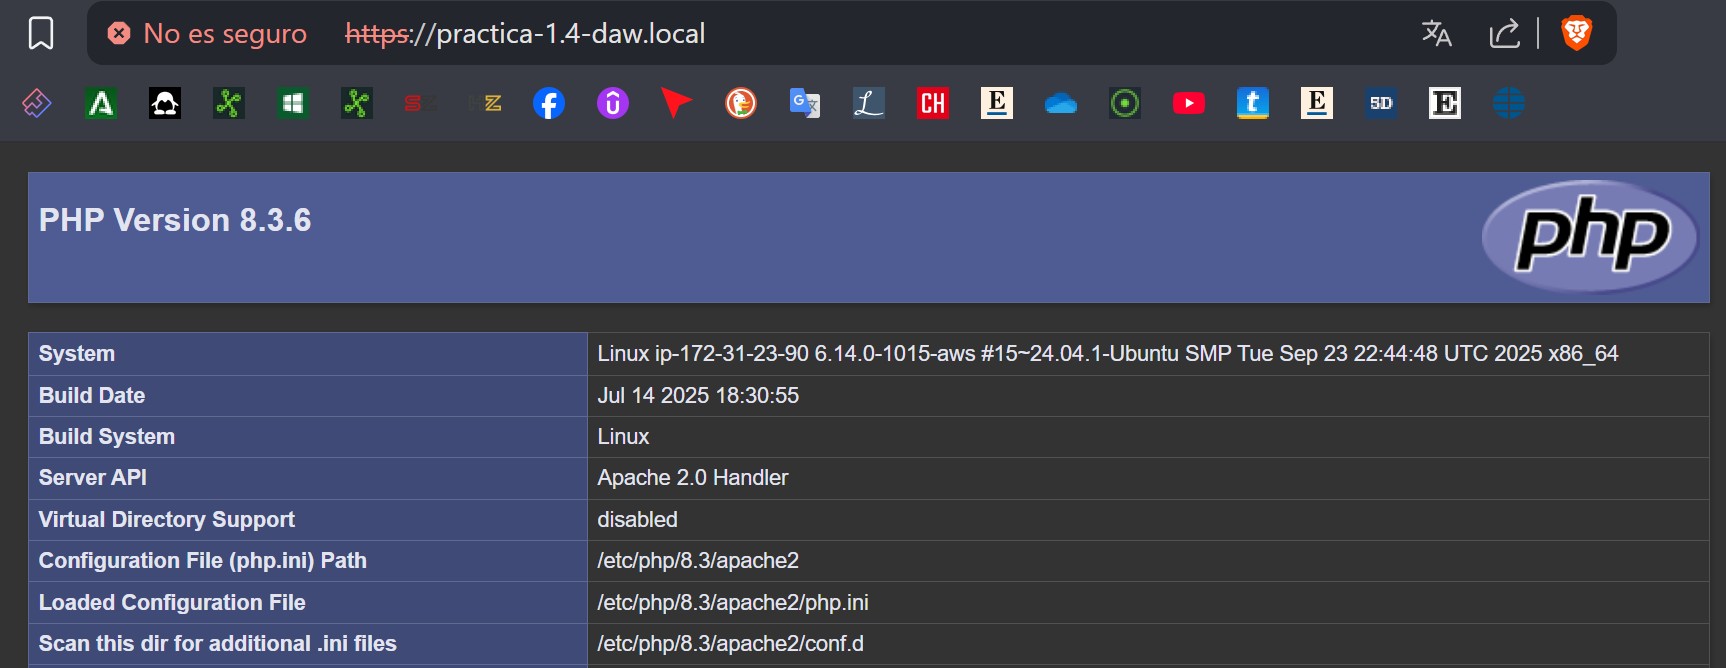 No es seguro https://practica-1.4-daw.local
CH E t E 5D E
PHP Version 8.3.6
php
System Linux ip-172-31-23-90 6.14.0-1015-aws #15~24.04.1-Ubuntu SMP Tue Sep 23 22:44:48 UTC 2025 x86_64
Build Date Jul 14 2025 18:30:55
Build System Linux
Server API Apache 2.0 Handler
Virtual Directory Support disabled
Configuration File (php.ini) Path /etc/php/8.3/apache2
Loaded Configuration File /etc/php/8.3/apache2/php.ini
Scan this dir for additional .ini files /etc/php/8.3/apache2/conf.d